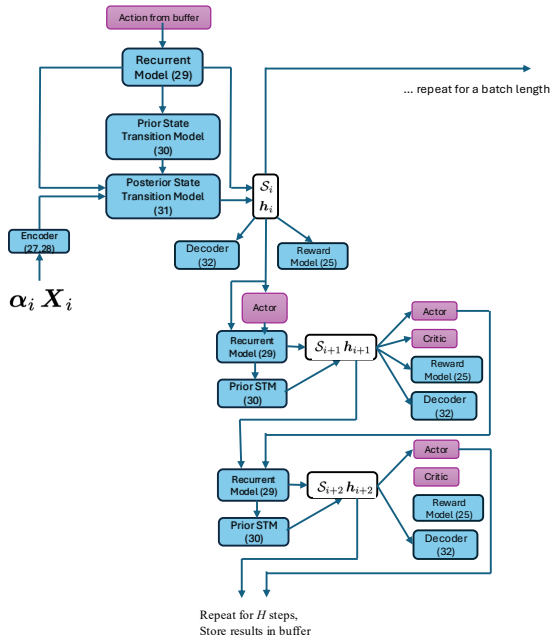 Action from buffer
Recurrent
Model (29)
... repeat for a batch length
Prior State
Transition Model
(30)
Posterior State
Transition Model
(31)
𝒮ᵢ
𝒉ᵢ
Encoder
(27,28)
Decoder
(32)
Reward
Model (25)
𝜶ᵢ 𝑿ᵢ
Actor
Recurrent
Model (29)
𝒮ᵢ₊₁ 𝒉ᵢ₊₁
Actor
Critic
Reward
Model (25)
Prior STM
(30)
Decoder
(32)
Recurrent
Model (29)
𝒮ᵢ₊₂ 𝒉ᵢ₊₂
Actor
Critic
Reward
Model (25)
Prior STM
(30)
Decoder
(32)
Repeat for H steps,
Store results in buffer